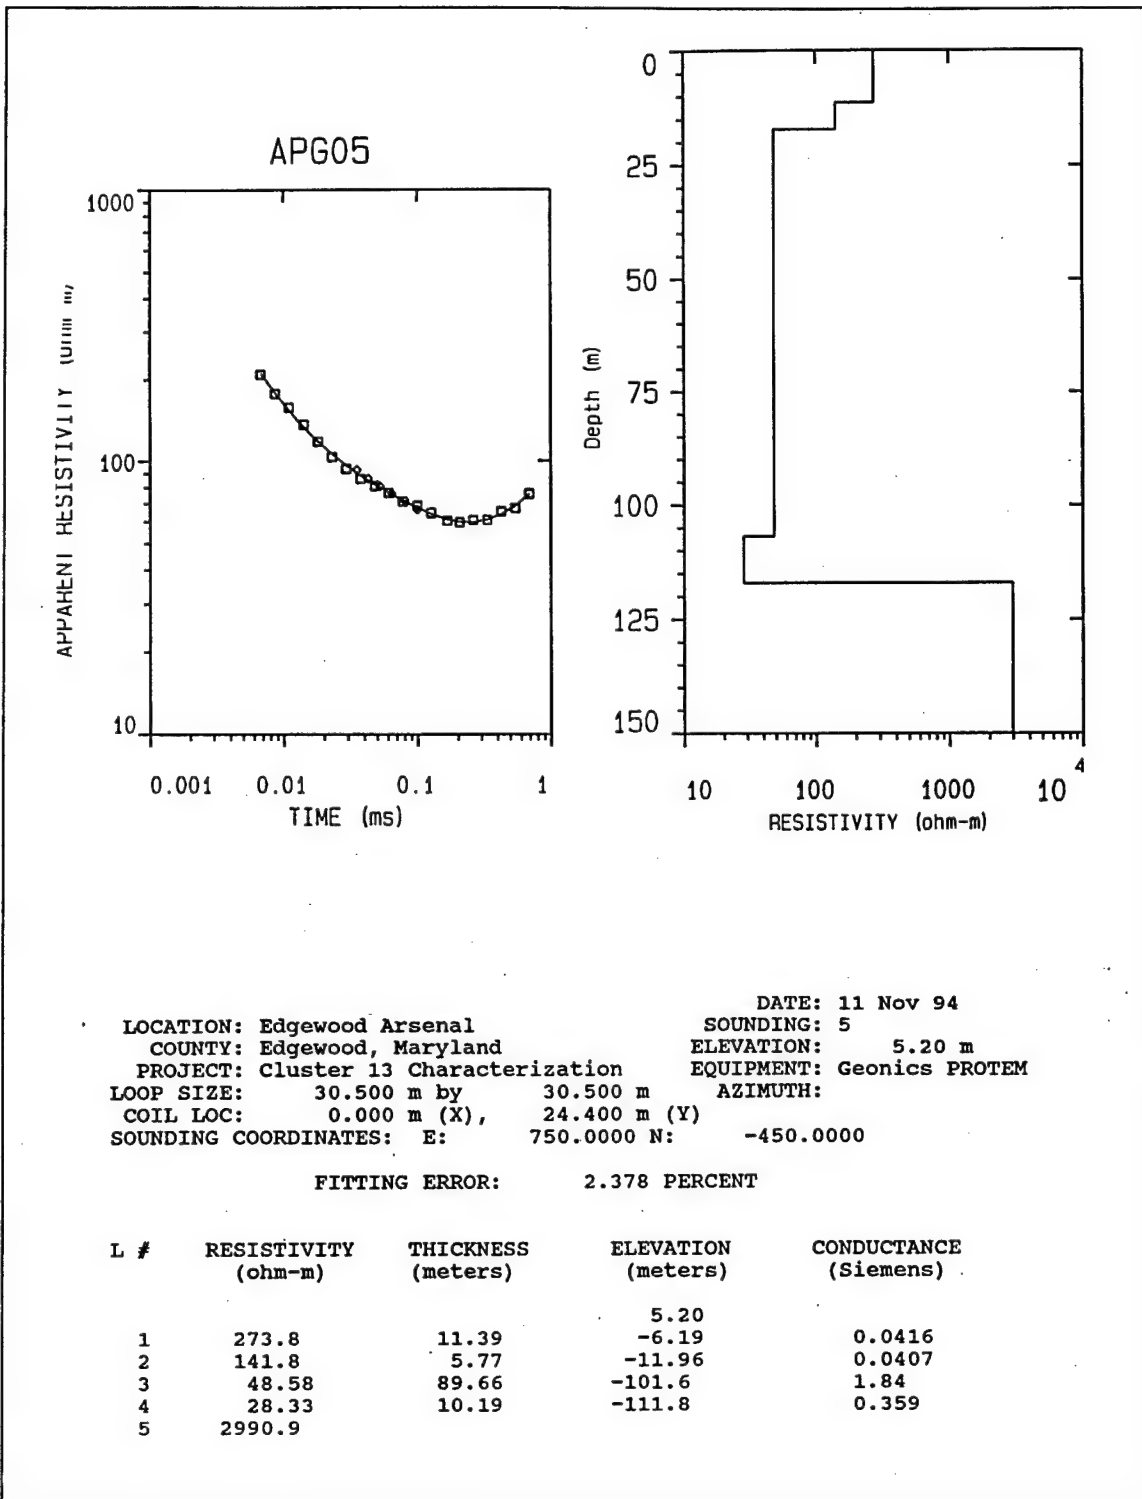 APG05
1000
100
10
APPARENT RESISTIVITY (ohm m)
0.001 0.01 0.1 1
TIME (ms)
0
25
50
75
100
125
150
Depth (m)
10 100 1000 10 4
RESISTIVITY (ohm-m)
DATE: 11 Nov 94
LOCATION: Edgewood Arsenal SOUNDING: 5
COUNTY: Edgewood, Maryland ELEVATION: 5.20 m
PROJECT: Cluster 13 Characterization EQUIPMENT: Geonics PROTEM
LOOP SIZE: 30.500 m by 30.500 m AZIMUTH:
COIL LOC: 0.000 m (X), 24.400 m (Y)
SOUNDING COORDINATES: E: 750.0000 N: -450.0000
FITTING ERROR: 2.378 PERCENT
L # RESISTIVITY THICKNESS ELEVATION CONDUCTANCE
(ohm-m) (meters) (meters) (Siemens)
5.20
1 273.8 11.39 -6.19 0.0416
2 141.8 5.77 -11.96 0.0407
3 48.58 89.66 -101.6 1.84
4 28.33 10.19 -111.8 0.359
5 2990.9